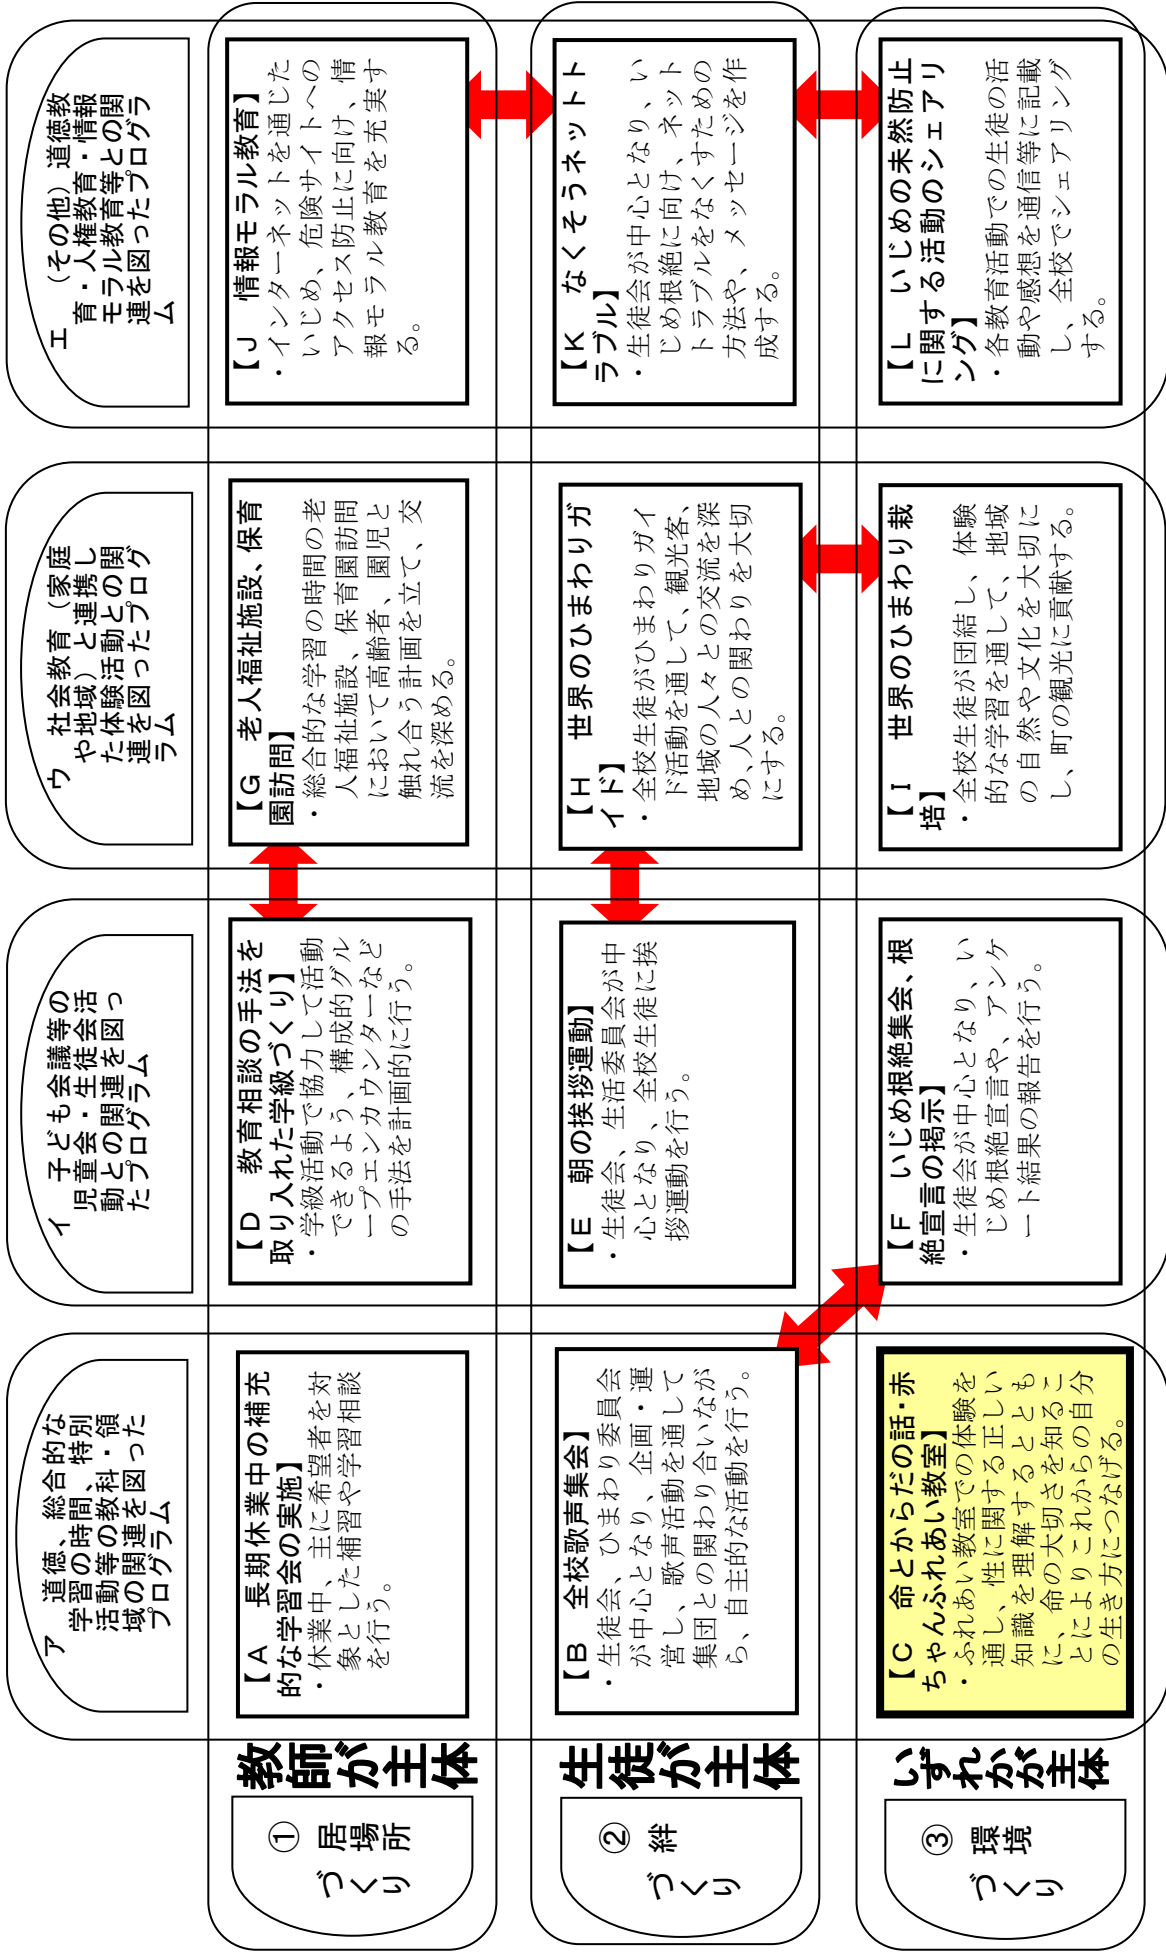 ア　道徳、総合的な
学習の時間、特別
活動等の教科・領
域の関連を図った
プログラム
イ　子ども会議等の
児童会・生徒会活
動との関連を図っ
たプログラム
ウ　社会教育（家庭
や地域）と連携し
た体験活動との関
連を図ったプログ
ラム
エ　（その他）道徳教
育・人権教育・情報
モラル教育等との関
連を図ったプログラ
ム
① 居場所
づくり
教師が主体
【A　長期休業中の補充
的な学習会の実施】
・休業中、主に希望者を対
象とした補習や学習相談
を行う。
【D　教育相談の手法を
取り入れた学級づくり】
・学級活動で協力して活動
できるよう、構成的グル
ープエンカウンターなど
の手法を計画的に行う。
【G　老人福祉施設、保育
園訪問】
・総合的な学習の時間の老
人福祉施設、保育園訪問
において高齢者、園児と
触れ合う計画を立て、交
流を深める。
【J　情報モラル教育】
・インターネットを通じた
いじめ、危険サイトへの
アクセス防止に向け、情
報モラル教育を充実す
る。
② 絆
づくり
生徒が主体
【B　全校歌声集会】
・生徒会、ひまわり委員会
が中心となり、企画・運
営し、歌声活動を通して
集団との関わり合いなが
ら、自主的な活動を行う。
【E　朝の挨拶運動】
・生徒会、生活委員会が中
心となり、全校生徒に挨
拶運動を行う。
【H　世界のひまわりガ
イド】
・全校生徒がひまわりガイ
ド活動を通して、観光客、
地域の人々との交流を深
め、人との関わりを大切
にする。
【K　なくそうネットト
ラブル】
・生徒会が中心となり、い
じめ根絶に向け、ネット
トラブルをなくすための
方法や、メッセージを作
成する。
③ 環境
づくり
いずれかが主体
【C　命とからだの話・赤
ちゃんふれあい教室】
・ふれあい教室での体験を
通し、性に関する正しい
知識を理解するととも
に、命の大切さを知るこ
とによりこれからの自分
の生き方につなげる。
【F　いじめ根絶集会、根
絶宣言の掲示】
・生徒会が中心となり、い
じめ根絶宣言や、アンケ
ート結果の報告を行う。
【I　世界のひまわり栽
培】
・全校生徒が団結し、体験
的な学習を通して、地域
の自然や文化を大切に
し、町の観光に貢献する。
【L　いじめの未然防止
に関する活動のシェアリ
ング】
・各教育活動での生徒の活
動や感想を通信等に記載
し、全校でシェアリング
する。